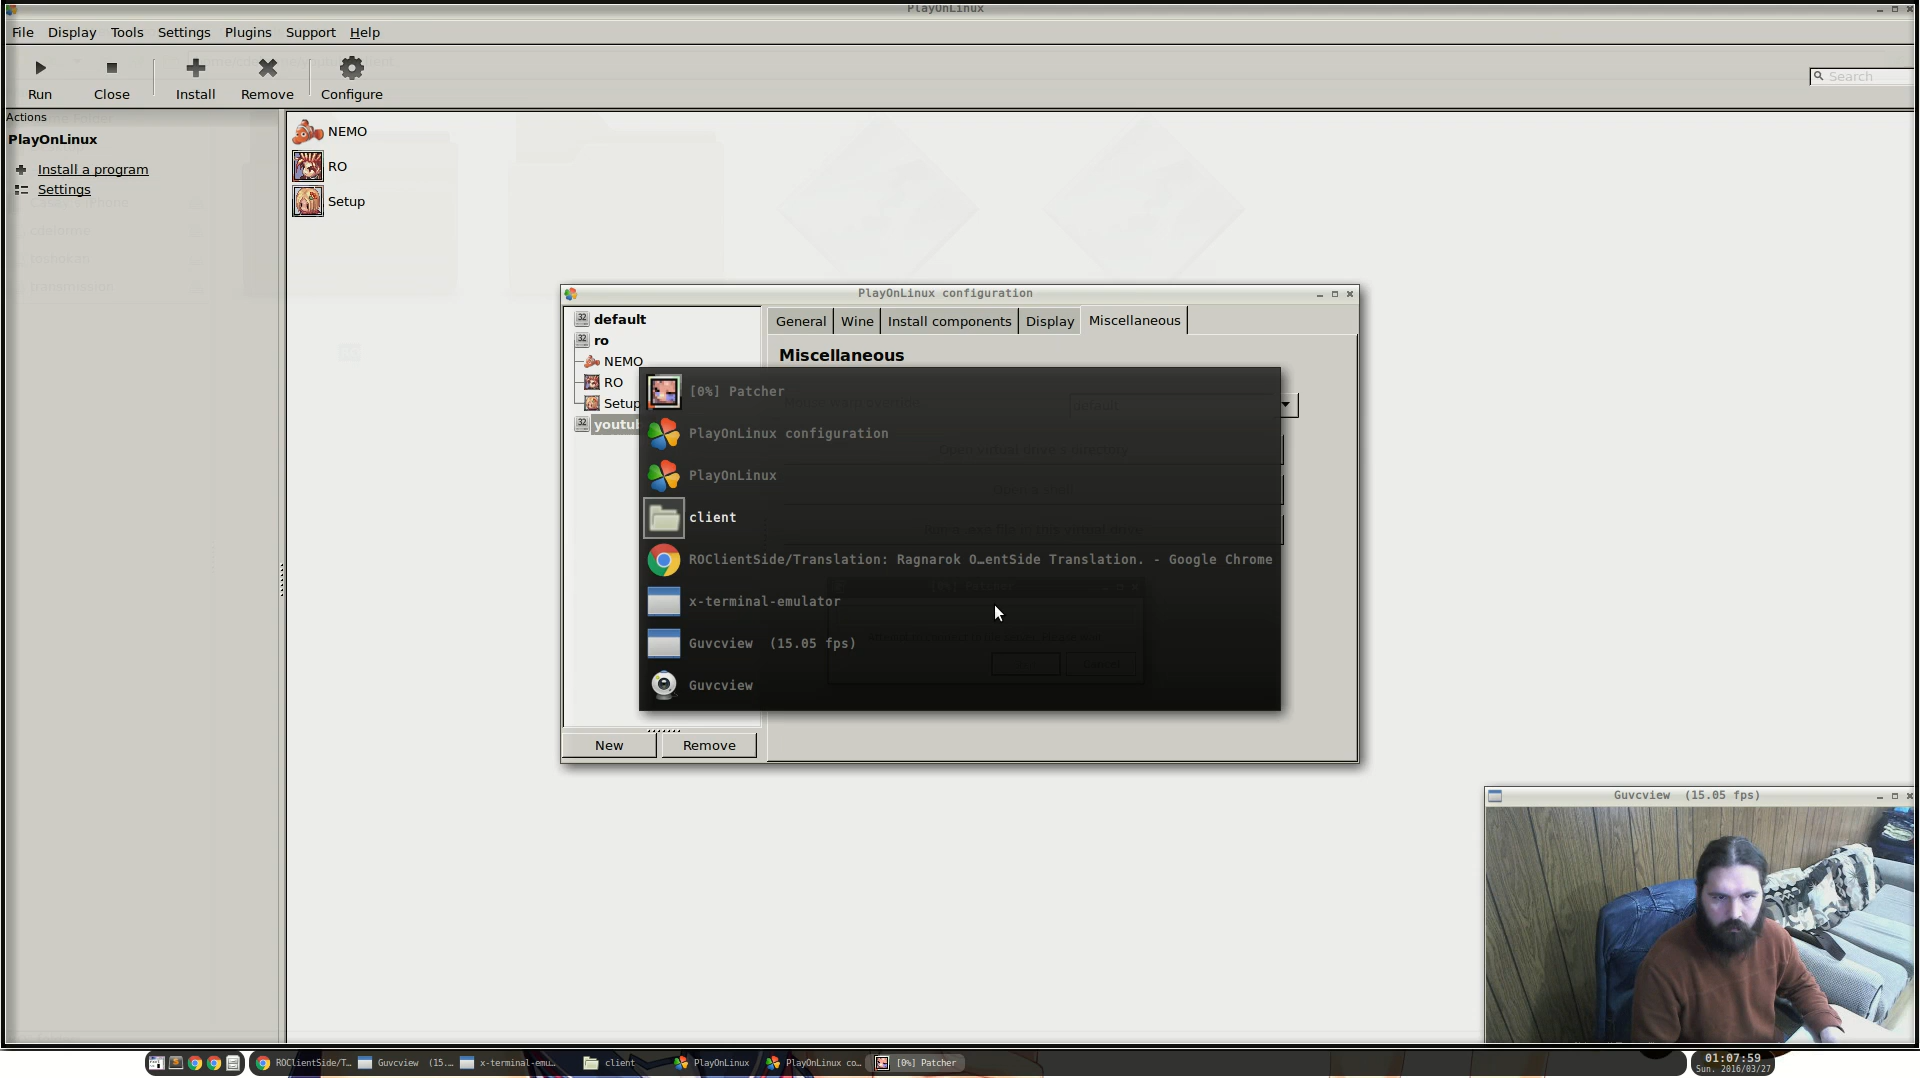 PlayOnLinux
File Display Tools Settings Plugins Support Help
Run Close Install Remove Configure
Search
Actions
PlayOnLinux
Install a program
Settings
NEMO
RO
Setup
PlayOnLinux configuration
default
ro
NEMO
RO
Setup
General Wine Install components Display Miscellaneous
Miscellaneous
[0%] Patcher
PlayOnLinux configuration
PlayOnLinux
client
ROClientSide/Translation: Ragnarok O…entSide Translation. - Google Chrome
x-terminal-emulator
Guvcview (15.05 fps)
Guvcview
New Remove
Guvcview (15.05 fps)
ROClientSide/T... Guvcview (15... x-terminal-emu... client PlayOnLinux PlayOnLinux co... [0%] Patcher
01:07:59
Sun. 2016/03/27